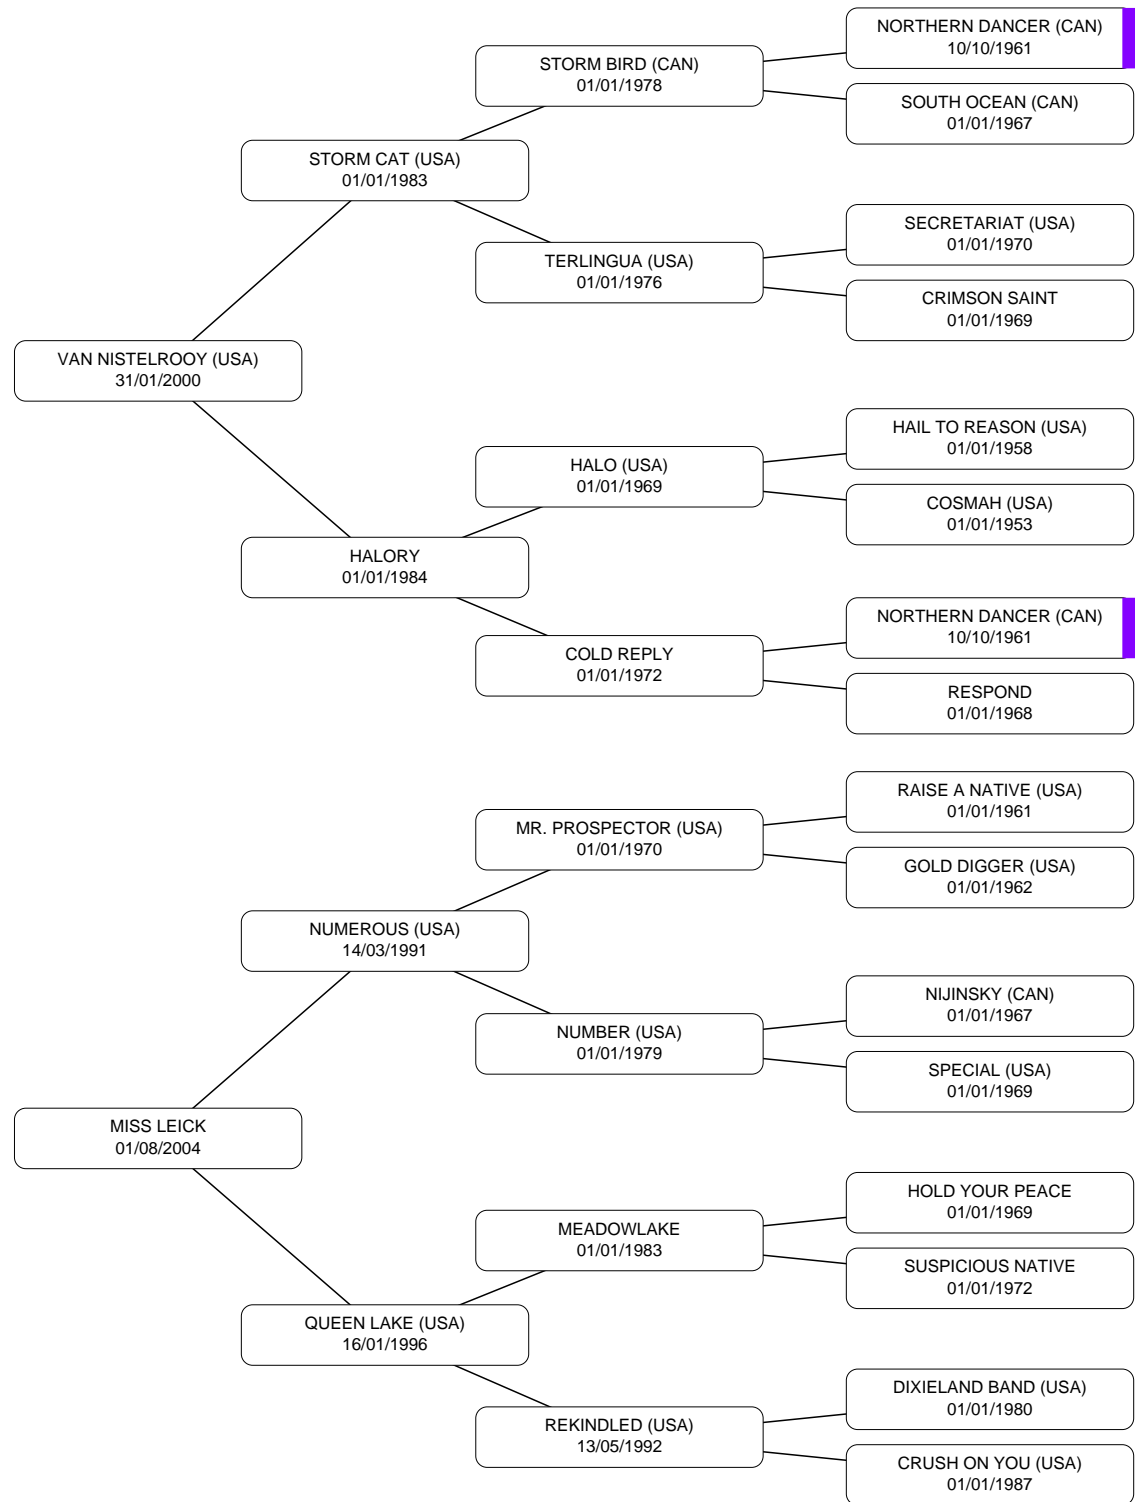 NORTHERN DANCER (CAN)
10/10/1961
STORM BIRD (CAN)
01/01/1978
SOUTH OCEAN (CAN)
01/01/1967
STORM CAT (USA)
01/01/1983
SECRETARIAT (USA)
01/01/1970
TERLINGUA (USA)
01/01/1976
CRIMSON SAINT
01/01/1969
VAN NISTELROOY (USA)
31/01/2000
HAIL TO REASON (USA)
01/01/1958
HALO (USA)
01/01/1969
COSMAH (USA)
01/01/1953
HALORY
01/01/1984
NORTHERN DANCER (CAN)
10/10/1961
COLD REPLY
01/01/1972
RESPOND
01/01/1968
RAISE A NATIVE (USA)
01/01/1961
MR. PROSPECTOR (USA)
01/01/1970
GOLD DIGGER (USA)
01/01/1962
NUMEROUS (USA)
14/03/1991
NIJINSKY (CAN)
01/01/1967
NUMBER (USA)
01/01/1979
SPECIAL (USA)
01/01/1969
MISS LEICK
01/08/2004
HOLD YOUR PEACE
01/01/1969
MEADOWLAKE
01/01/1983
SUSPICIOUS NATIVE
01/01/1972
QUEEN LAKE (USA)
16/01/1996
DIXIELAND BAND (USA)
01/01/1980
REKINDLED (USA)
13/05/1992
CRUSH ON YOU (USA)
01/01/1987